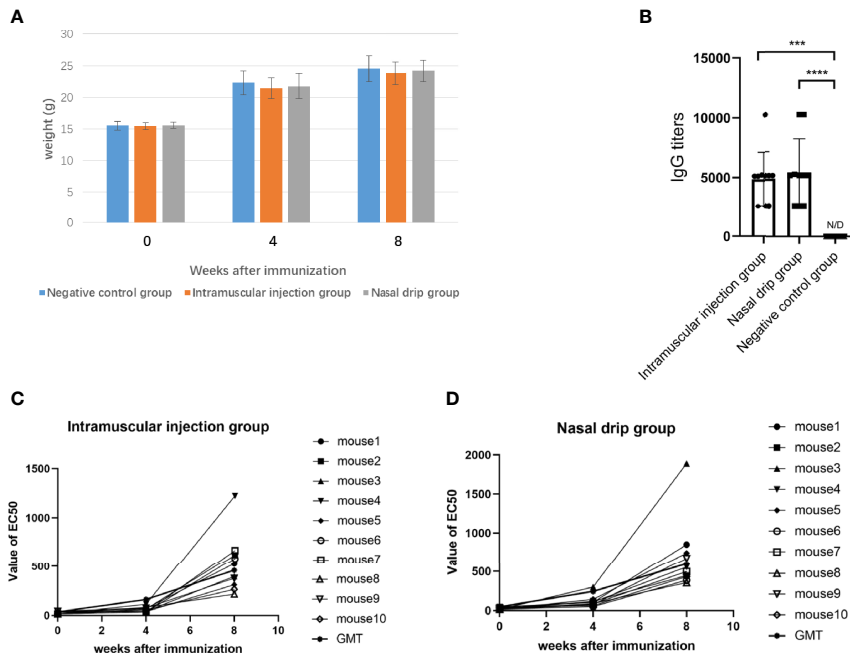 A
30
25
20
15
10
5
0
weight (g)
0 4 8
Weeks after immunization
Negative control group Intramuscular injection group Nasal drip group
B
***
****
15000
10000
5000
0
IgG titers
N/D
Intramuscular injection group
Nasal drip group
Negative control group
C
Intramuscular injection group
1500
1000
500
0
Value of EC50
0 2 4 6 8 10
weeks after immunization
mouse1
mouse2
mouse3
mouse4
mouse5
mouse6
mouse7
mouse8
mouse9
mouse10
GMT
D
Nasal drip group
2000
1500
1000
500
0
Value of EC50
0 2 4 6 8 10
weeks after immunization
mouse1
mouse2
mouse3
mouse4
mouse5
mouse6
mouse7
mouse8
mouse9
mouse10
GMT